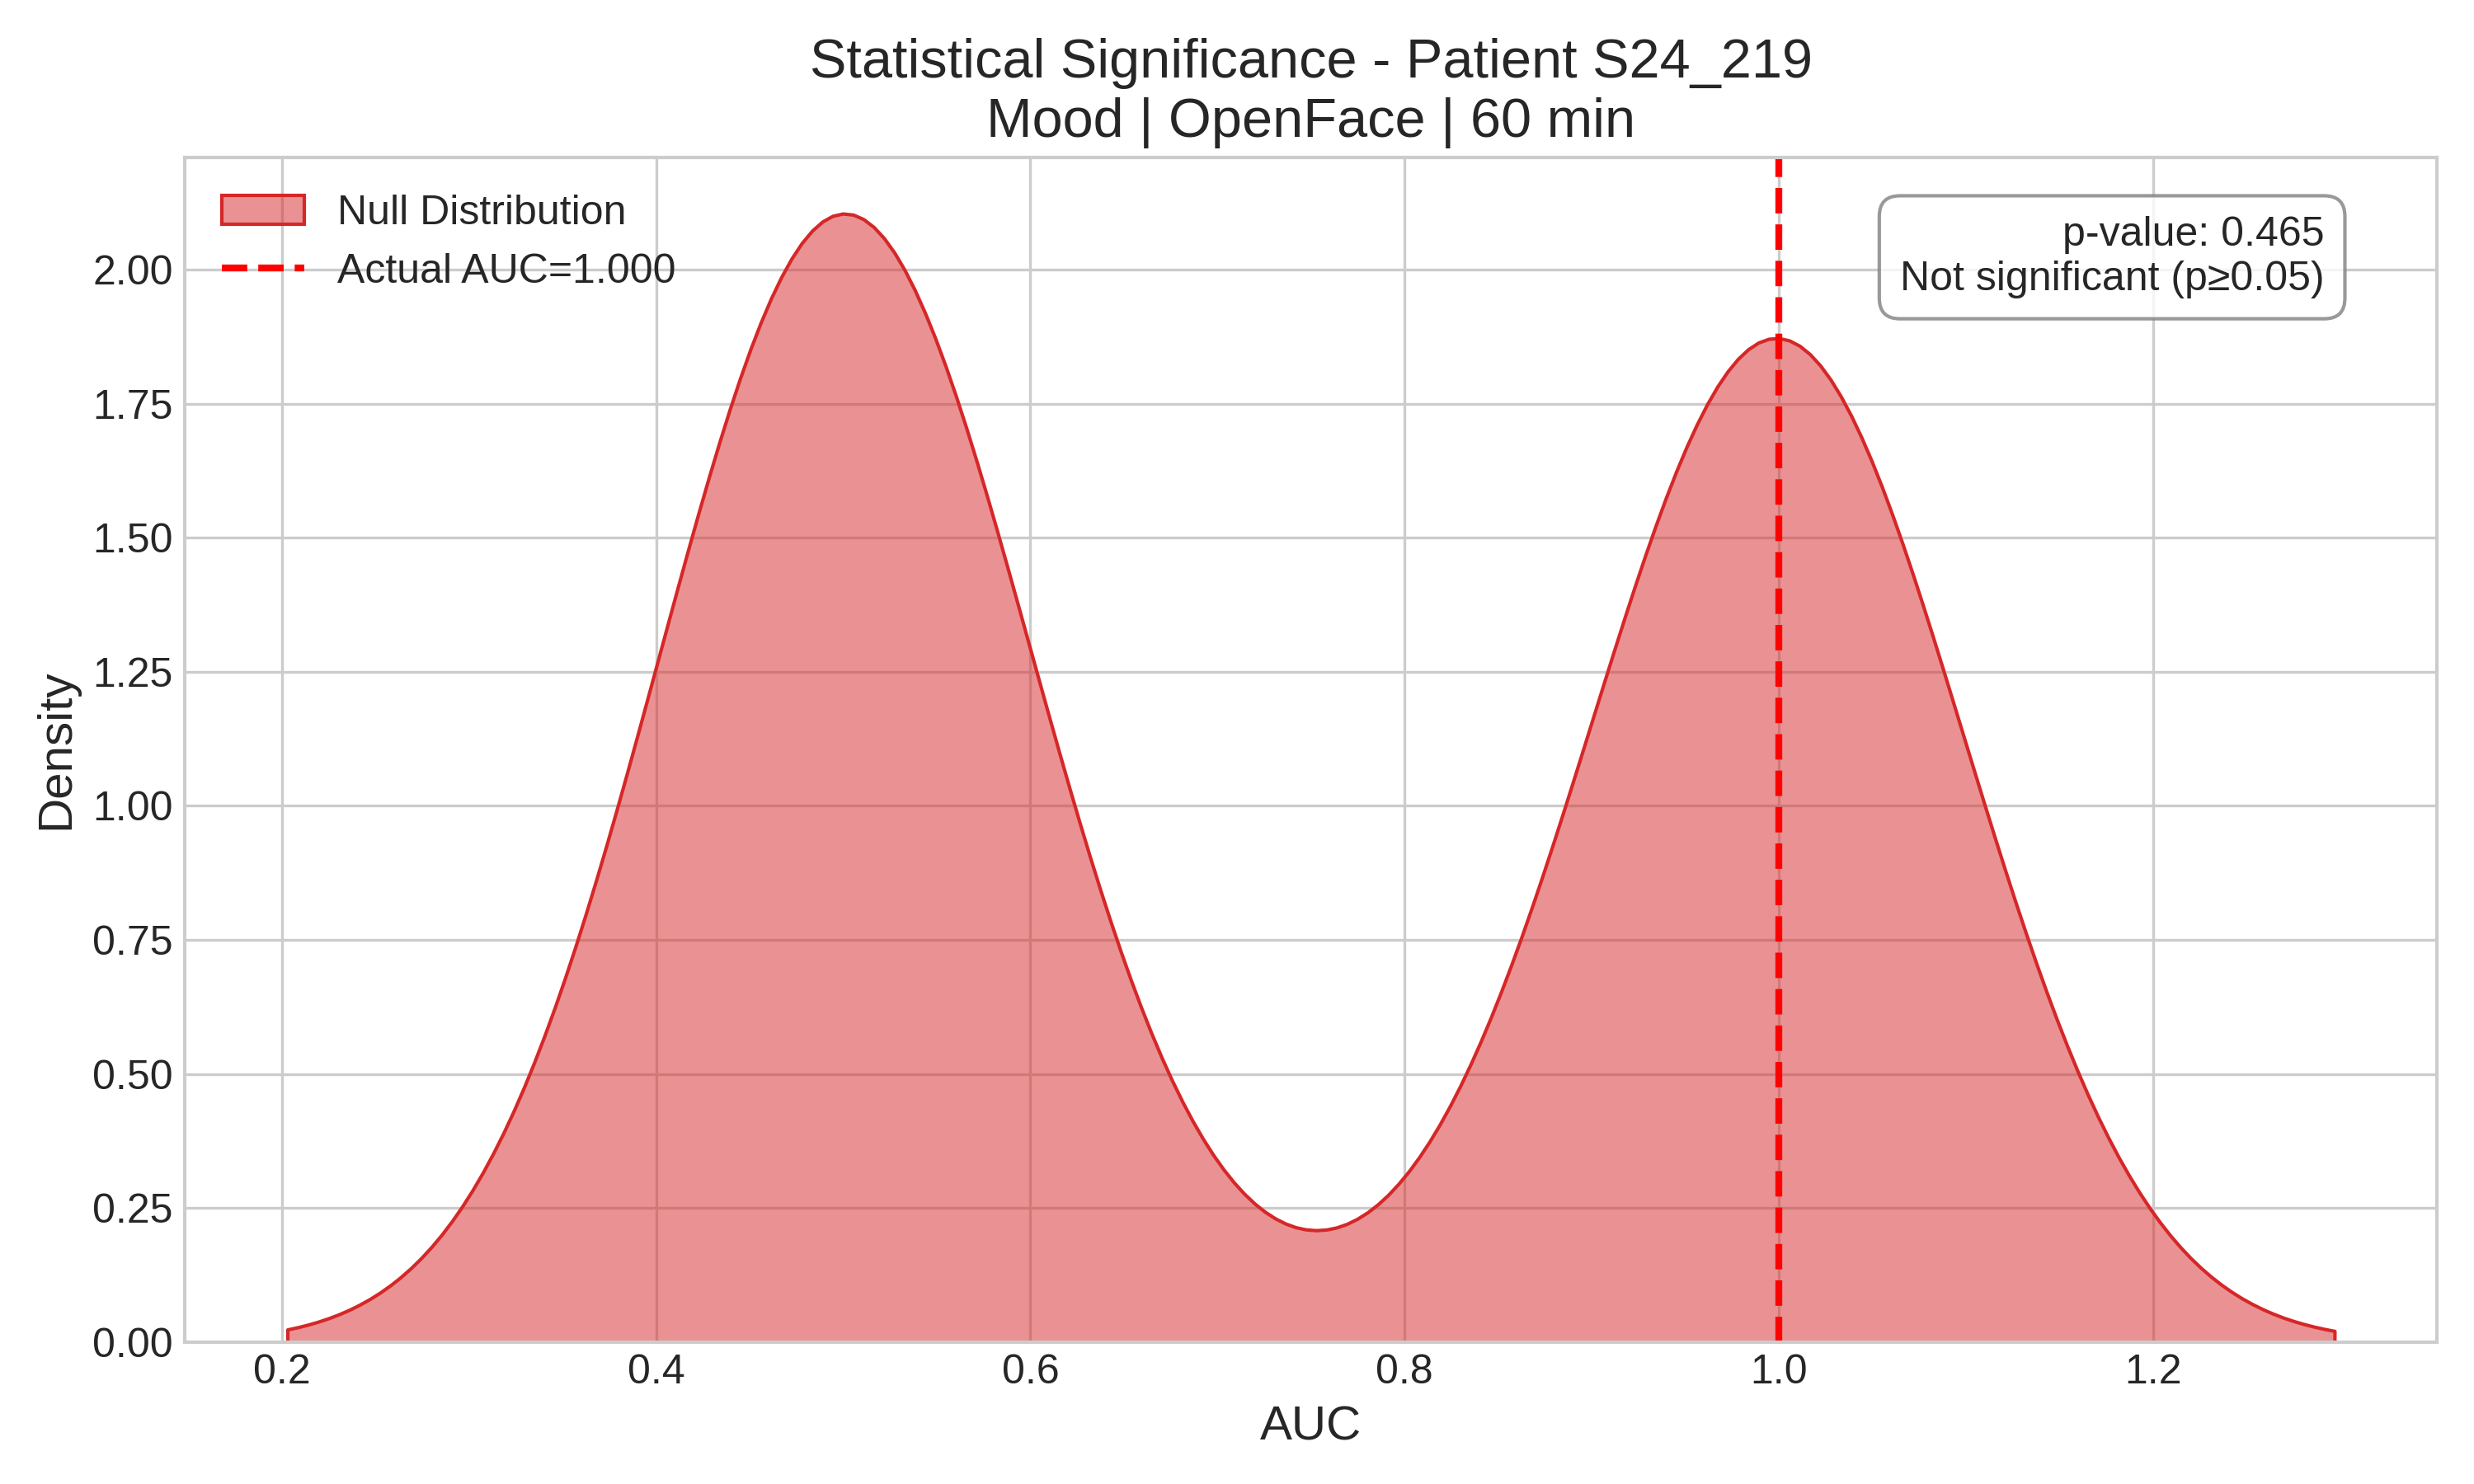 Statistical Significance - Patient S24_219
Mood | OpenFace | 60 min
Null Distribution
Actual AUC=1.000
p-value: 0.465
Not significant (p≥0.05)
Density
2.00
1.75
1.50
1.25
1.00
0.75
0.50
0.25
0.00
0.2 0.4 0.6 0.8 1.0 1.2
AUC